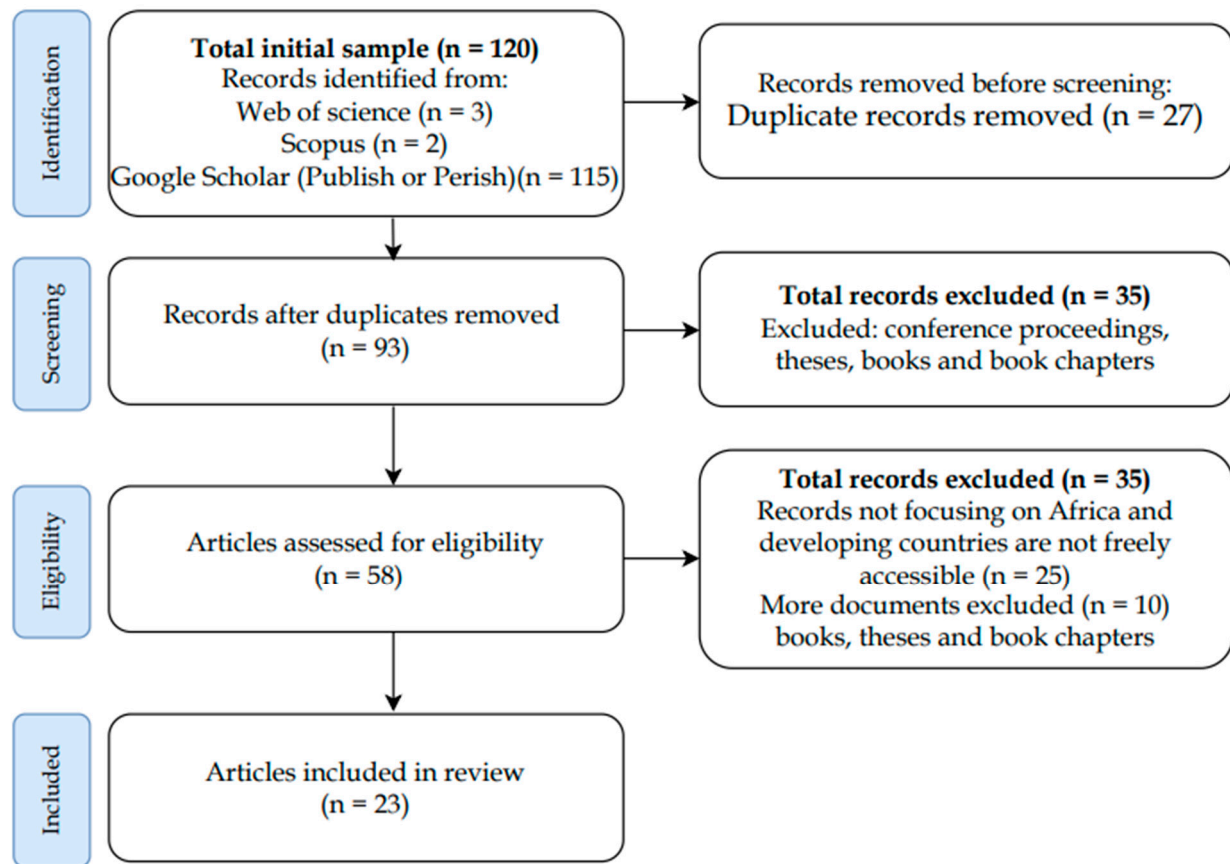 Identification
Total initial sample (n = 120)
Records identified from:
Web of science (n = 3)
Scopus (n = 2)
Google Scholar (Publish or Perish)(n = 115)
Records removed before screening:
Duplicate records removed (n = 27)
Screening
Records after duplicates removed
(n = 93)
Total records excluded (n = 35)
Excluded: conference proceedings,
theses, books and book chapters
Eligibility
Articles assessed for eligibility
(n = 58)
Total records excluded (n = 35)
Records not focusing on Africa and
developing countries are not freely
accessible (n = 25)
More documents excluded (n = 10)
books, theses and book chapters
Included
Articles included in review
(n = 23)